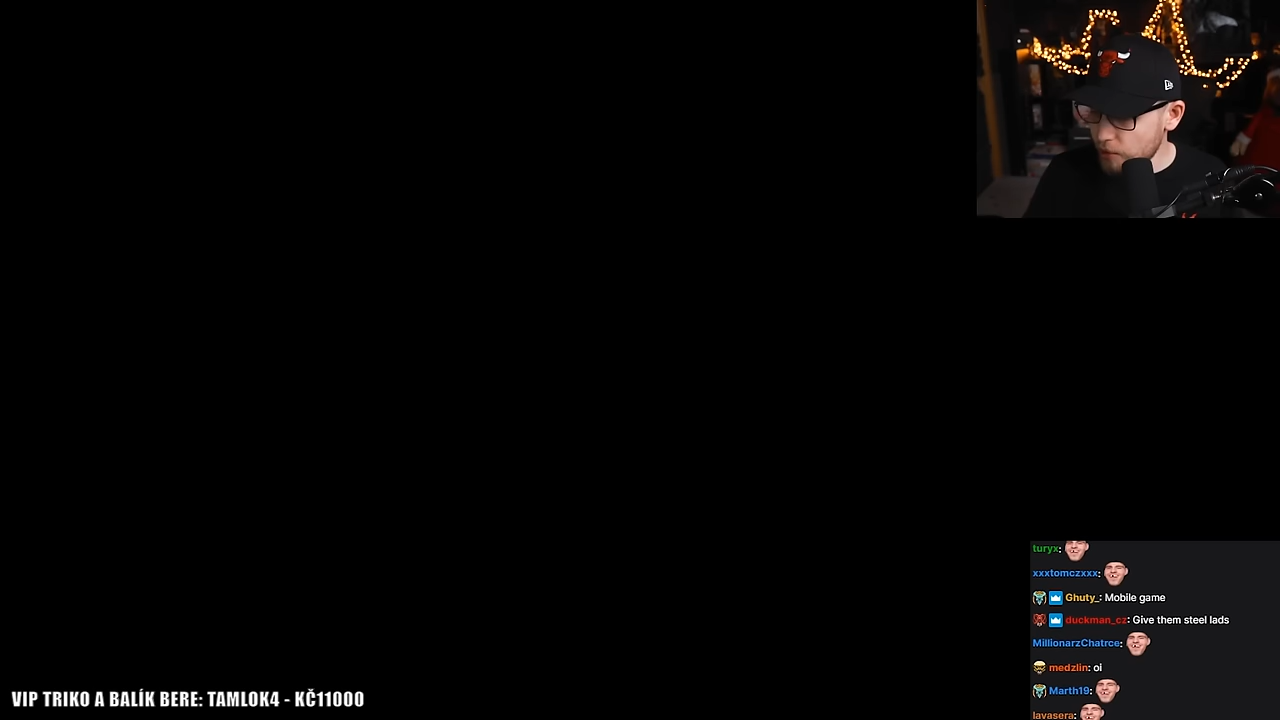 turyx:
xxxtomczxxx:
Ghuty_: Mobile game
duckman_cz: Give them steel lads
MillionarzChatrce:
medzlin: oi
Marth19:
lavasera:
VIP TRIKO A BALÍK BERE: TAMLOK4 - KČ11000